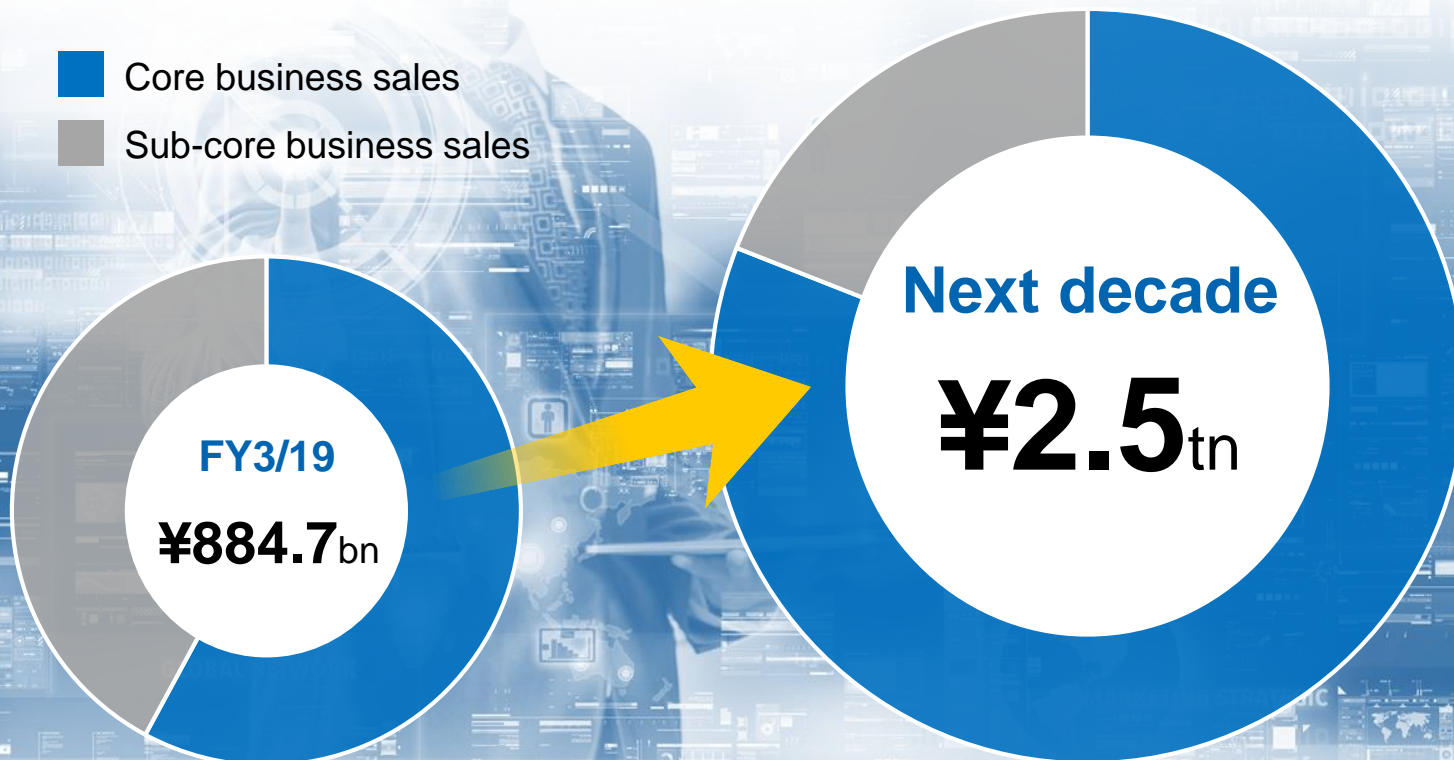 Core business sales
Sub-core business sales
Next decade
¥2.5tn
FY3/19
¥884.7bn